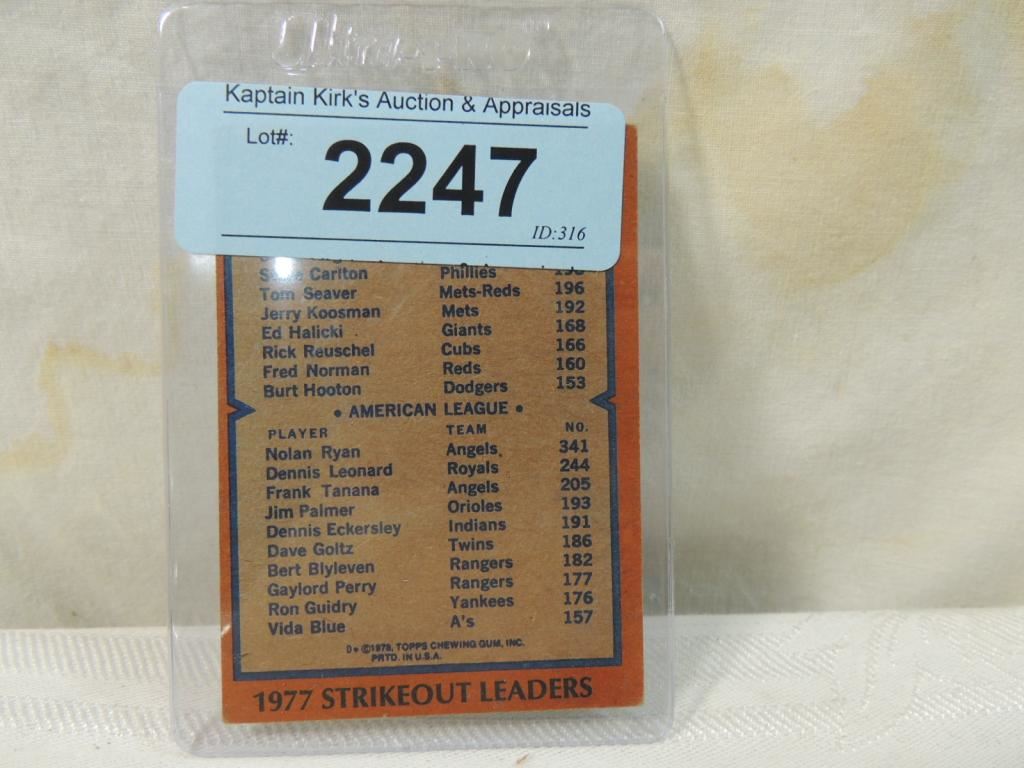 Ultra-PRO
Kaptain Kirk's Auction & Appraisals
Lot#:
2247
ID:316
Steve Carlton Phillies 198
Tom Seaver Mets-Reds 196
Jerry Koosman Mets 192
Ed Halicki Giants 168
Rick Reuschel Cubs 166
Fred Norman Reds 160
Burt Hooton Dodgers 153
• AMERICAN LEAGUE •
PLAYER TEAM NO.
Nolan Ryan Angels 341
Dennis Leonard Royals 244
Frank Tanana Angels 205
Jim Palmer Orioles 193
Dennis Eckersley Indians 191
Dave Goltz Twins 186
Bert Blyleven Rangers 182
Gaylord Perry Rangers 177
Ron Guidry Yankees 176
Vida Blue A's 157
D• ©1978, TOPPS CHEWING GUM, INC.
PRTD. IN U.S.A.
1977 STRIKEOUT LEADERS